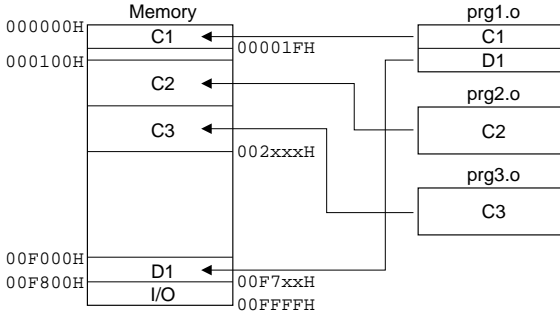 Memory
prg1.o
000000H
C1
C1
00001FH
D1
000100H
C2
prg2.o
C2
C3
002xxxH
prg3.o
C3
00F000H
D1
00F7xxH
00F800H
I/O
00FFFFH